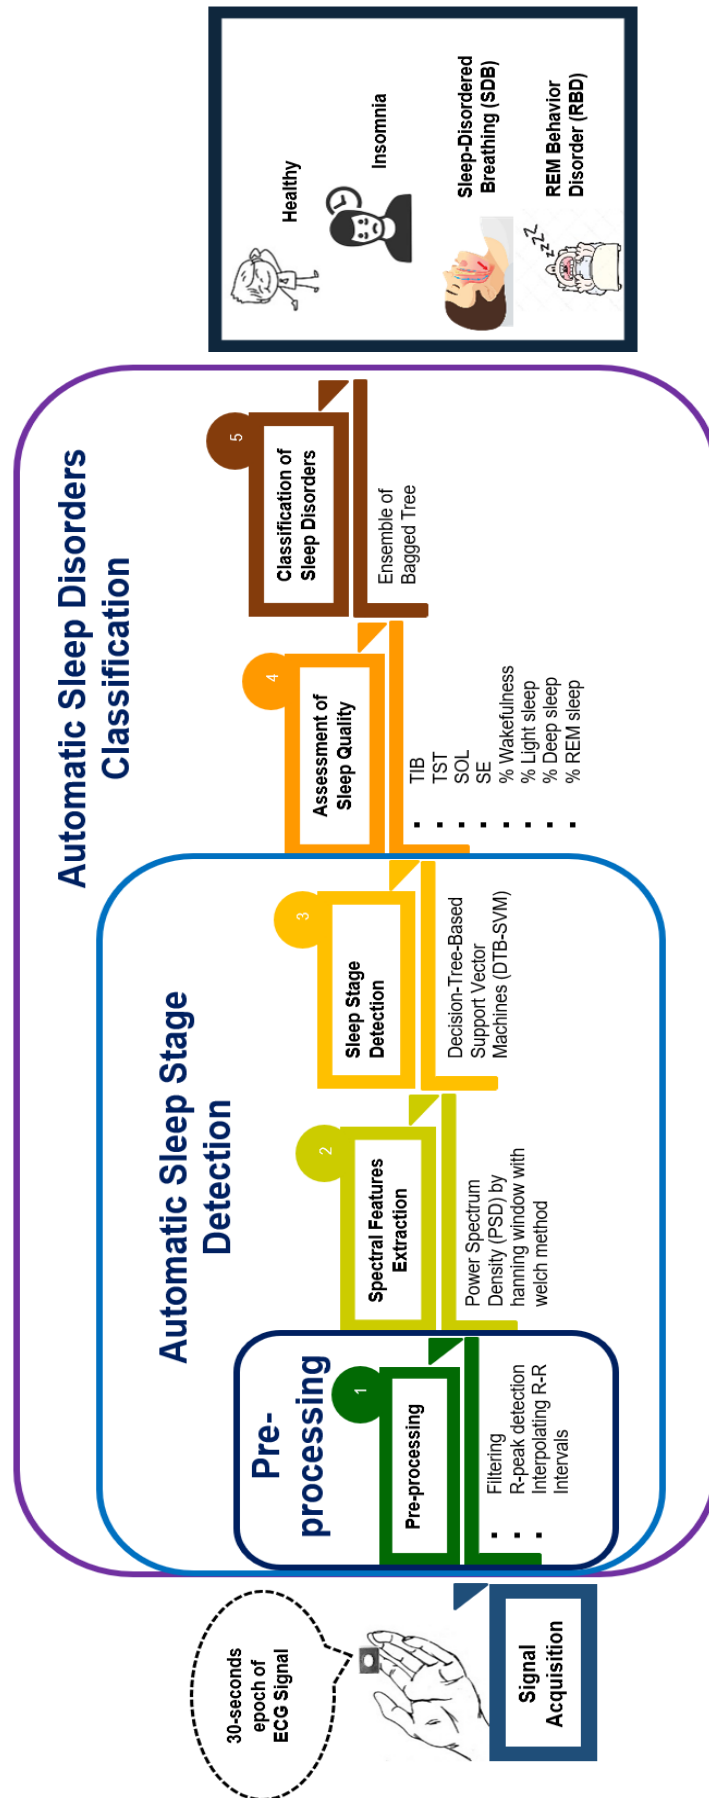 30-seconds
epoch of
ECG Signal
Signal
Acquisition
Pre-
processing
1
Pre-processing
▪ Filtering
▪ R-peak detection
▪ Interpolating R-R
Intervals
Automatic Sleep Stage
Detection
2
Spectral Features
Extraction
Power Spectrum
Density (PSD) by
hanning window with
welch method
3
Sleep Stage
Detection
Decision-Tree-Based
Support Vector
Machines (DTB-SVM)
Automatic Sleep Disorders
Classification
4
Assessment of
Sleep Quality
▪ TIB
▪ TST
▪ SOL
▪ SE
▪ % Wakefulness
▪ % Light sleep
▪ % Deep sleep
▪ % REM sleep
5
Classification of
Sleep Disorders
Ensemble of
Bagged Tree
Healthy
Insomnia
Sleep-Disordered
Breathing (SDB)
REM Behavior
Disorder (RBD)
zzZZ